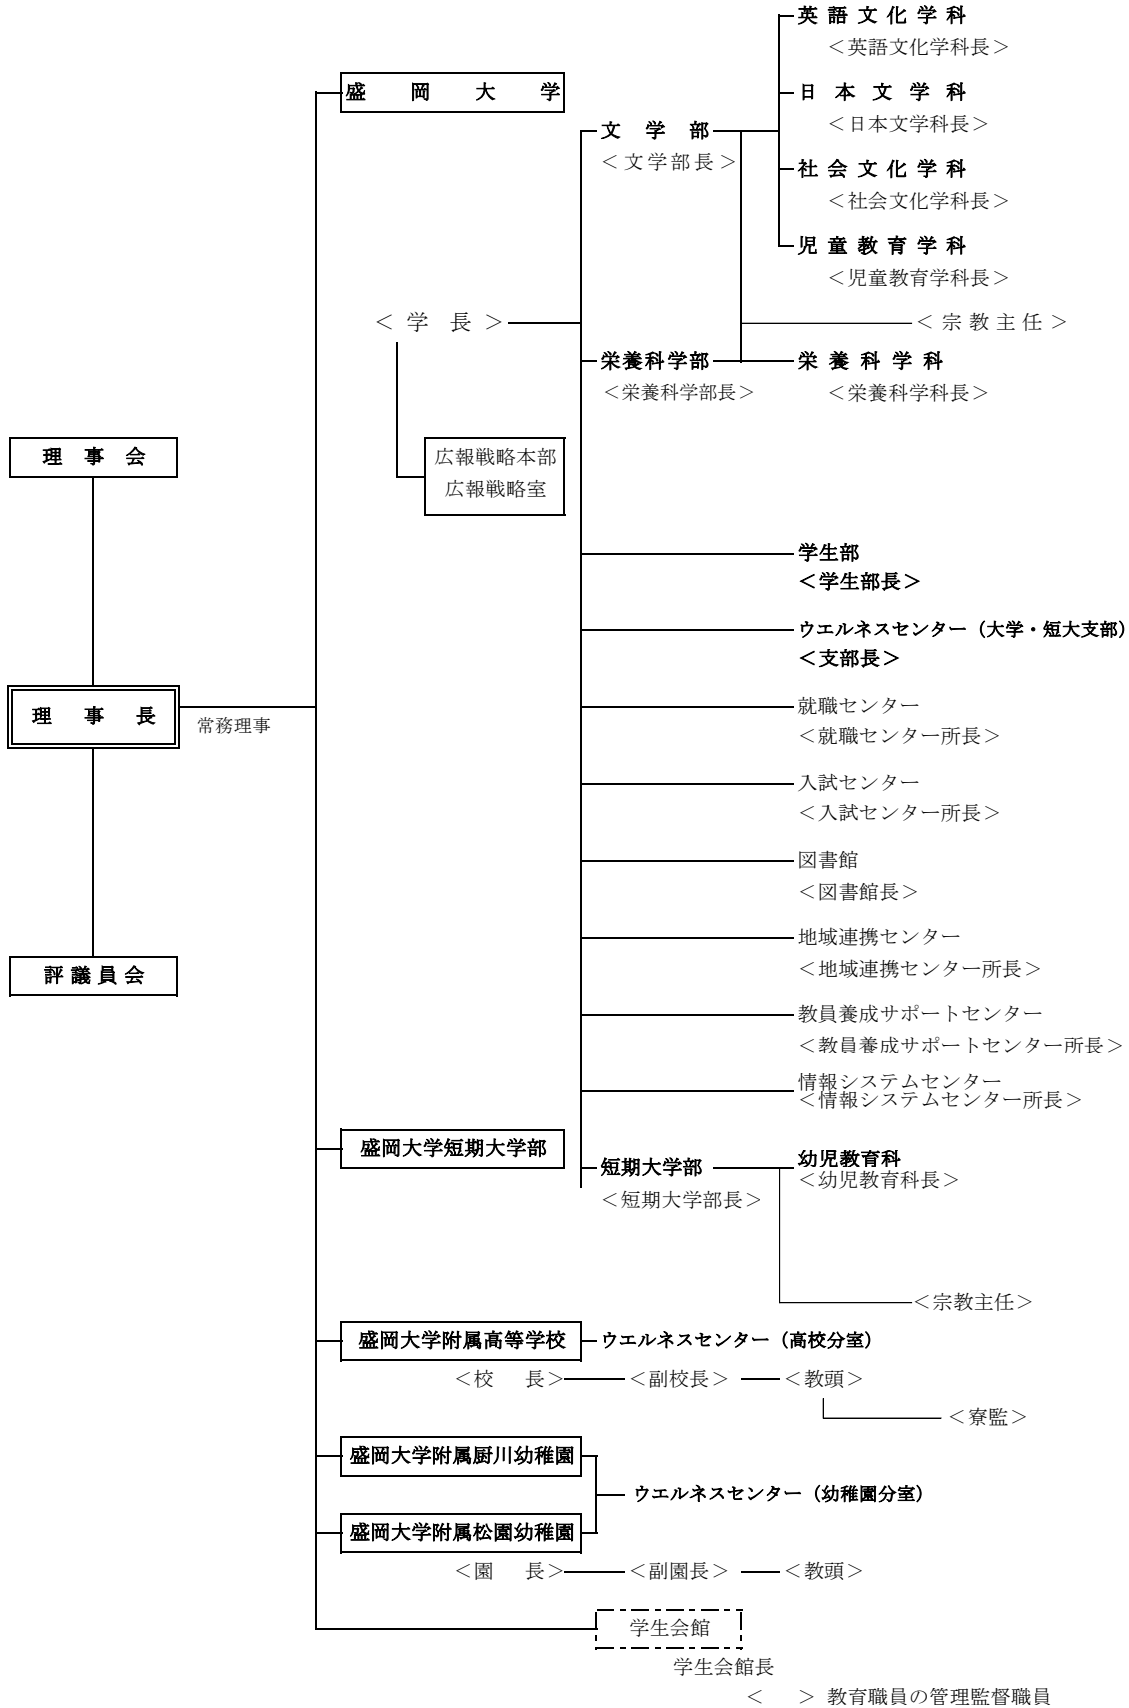 英語文化学科
＜英語文化学科長＞
盛岡大学
日本文学科
＜日本文学科長＞
文学部
＜文学部長＞
社会文化学科
＜社会文化学科長＞
児童教育学科
＜児童教育学科長＞
＜学長＞
＜宗教主任＞
栄養科学部
＜栄養科学部長＞
栄養科学科
＜栄養科学科長＞
理事会
広報戦略本部
広報戦略室
学生部
＜学生部長＞
ウエルネスセンター（大学・短大支部）
＜支部長＞
理事長
常務理事
就職センター
＜就職センター所長＞
入試センター
＜入試センター所長＞
図書館
＜図書館長＞
評議員会
地域連携センター
＜地域連携センター所長＞
教員養成サポートセンター
＜教員養成サポートセンター所長＞
情報システムセンター
＜情報システムセンター所長＞
盛岡大学短期大学部
短期大学部
＜短期大学部長＞
幼児教育科
＜幼児教育科長＞
＜宗教主任＞
盛岡大学附属高等学校
ウエルネスセンター（高校分室）
＜校　長＞
＜副校長＞
＜教頭＞
＜寮監＞
盛岡大学附属厨川幼稚園
ウエルネスセンター（幼稚園分室）
盛岡大学附属松園幼稚園
＜園　長＞
＜副園長＞
＜教頭＞
学生会館
学生会館長
＜　＞ 教育職員の管理監督職員